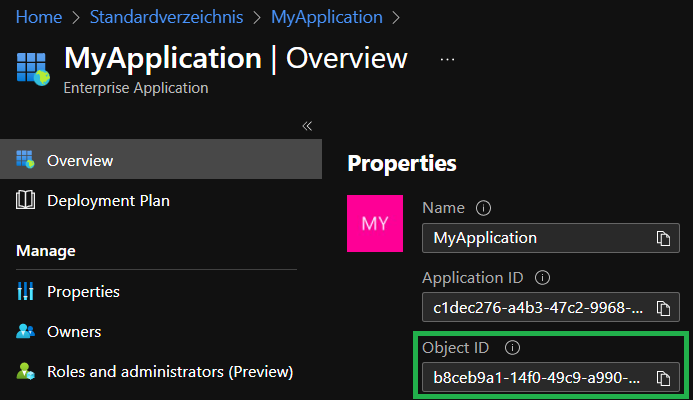 Home > Standardverzeichnis > MyApplication >
MyApplication | Overview ...
Enterprise Application
«
Overview
Deployment Plan
Manage
Properties
Owners
Roles and administrators (Preview)
Properties
MY
Name
MyApplication
Application ID
c1dec276-a4b3-47c2-9968-...
Object ID
b8ceb9a1-14f0-49c9-a990-...